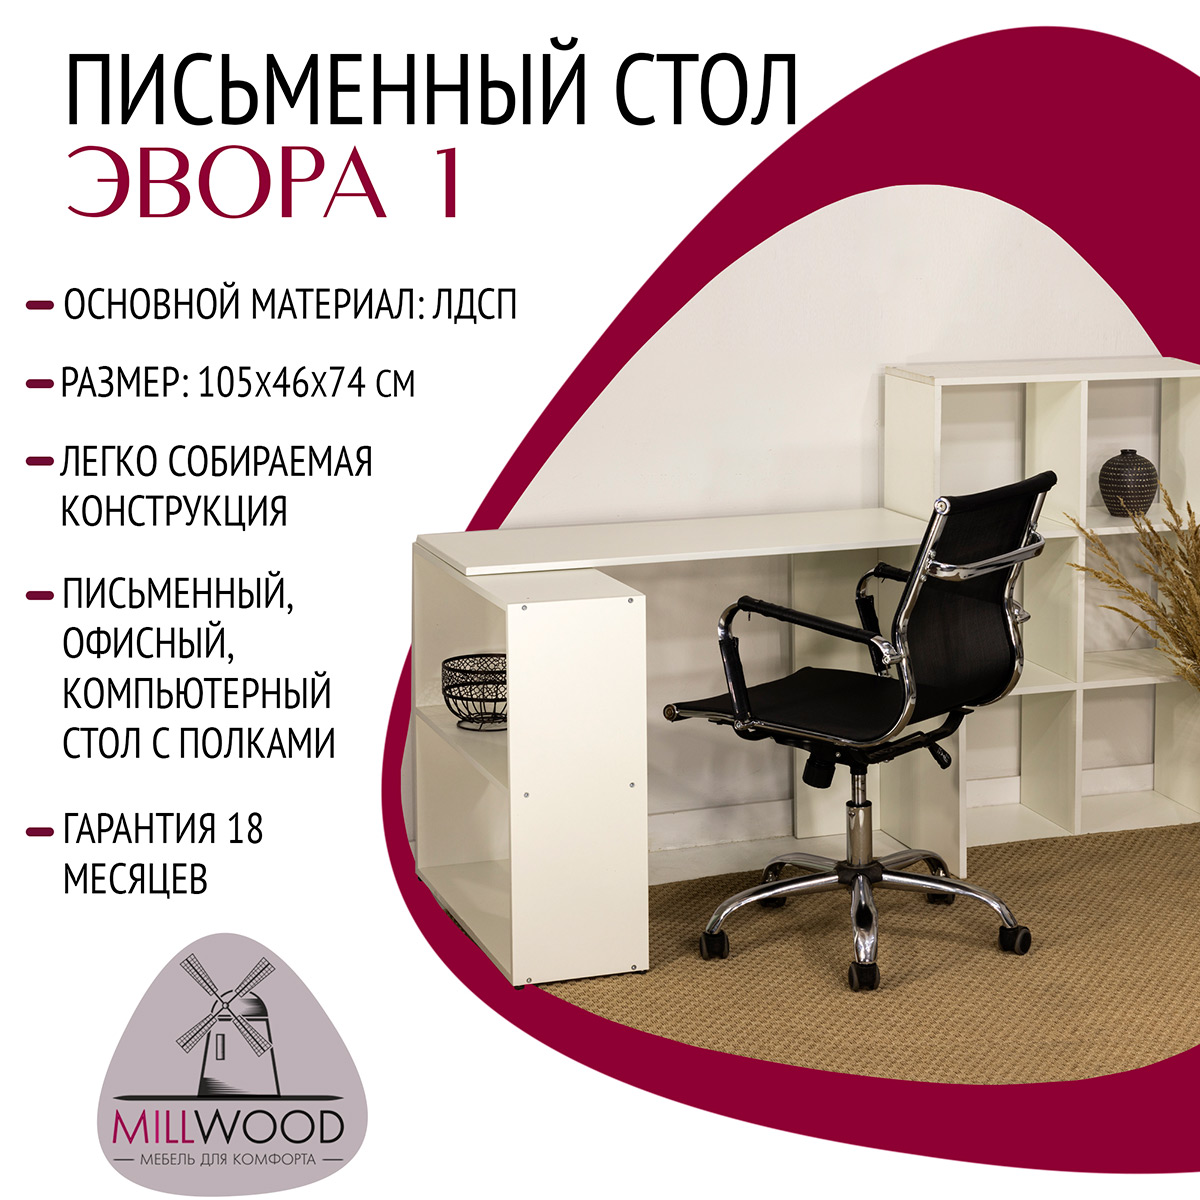 ПИСЬМЕННЫЙ СТОЛ
ЭВОРА 1
ОСНОВНОЙ МАТЕРИАЛ: ЛДСП
РАЗМЕР: 105х46х74 см
ЛЕГКО СОБИРАЕМАЯ
КОНСТРУКЦИЯ
ПИСЬМЕННЫЙ,
ОФИСНЫЙ,
КОМПЬЮТЕРНЫЙ
СТОЛ С ПОЛКАМИ
ГАРАНТИЯ 18
МЕСЯЦЕВ
MILLWOOD
— МЕБЕЛЬ ДЛЯ КОМФОРТА —